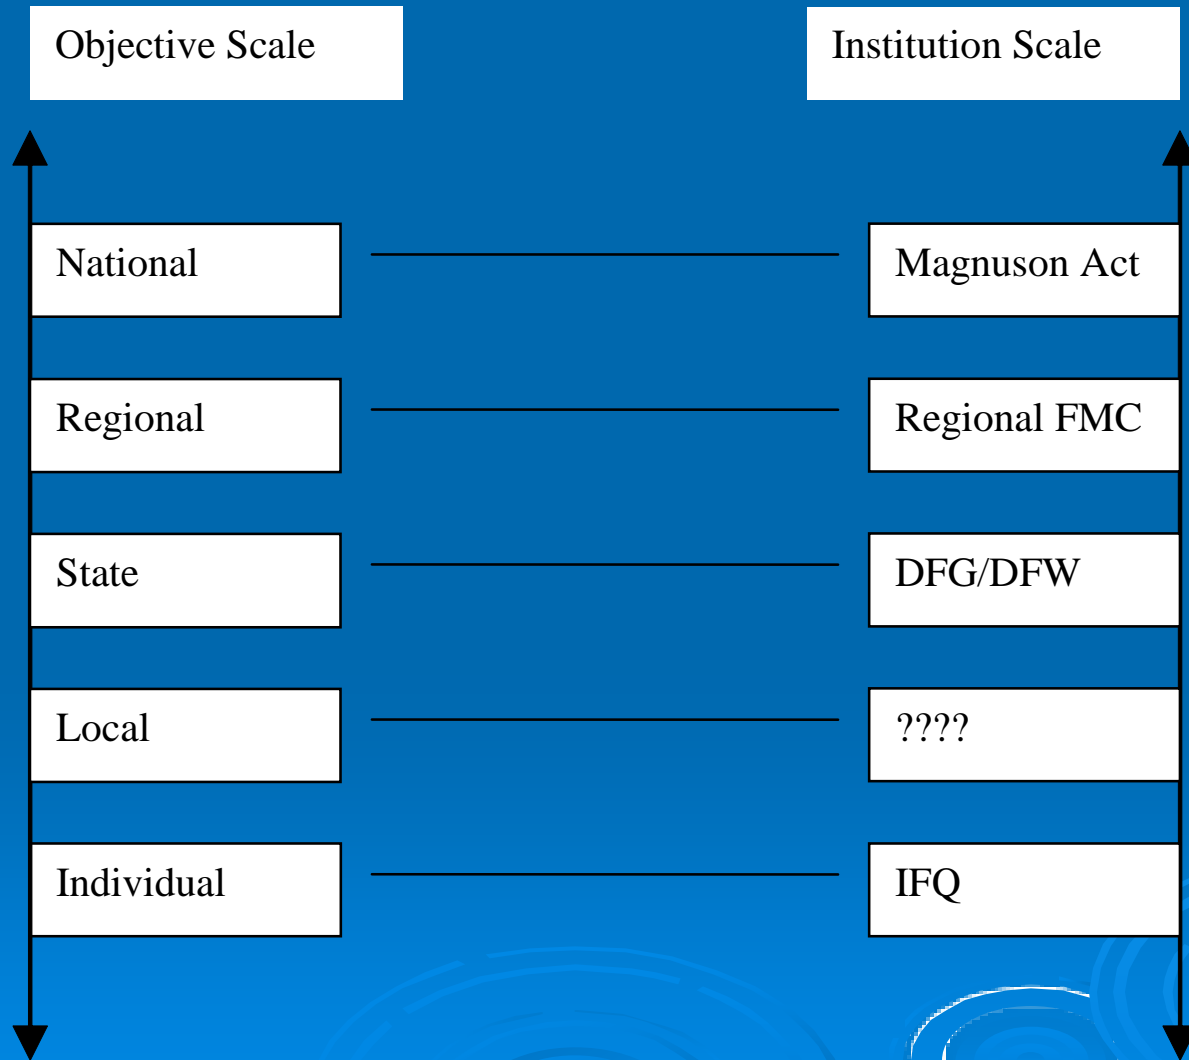 Objective Scale
Institution Scale
National
Magnuson Act
Regional
Regional FMC
State
DFG/DFW
Local
????
Individual
IFQ